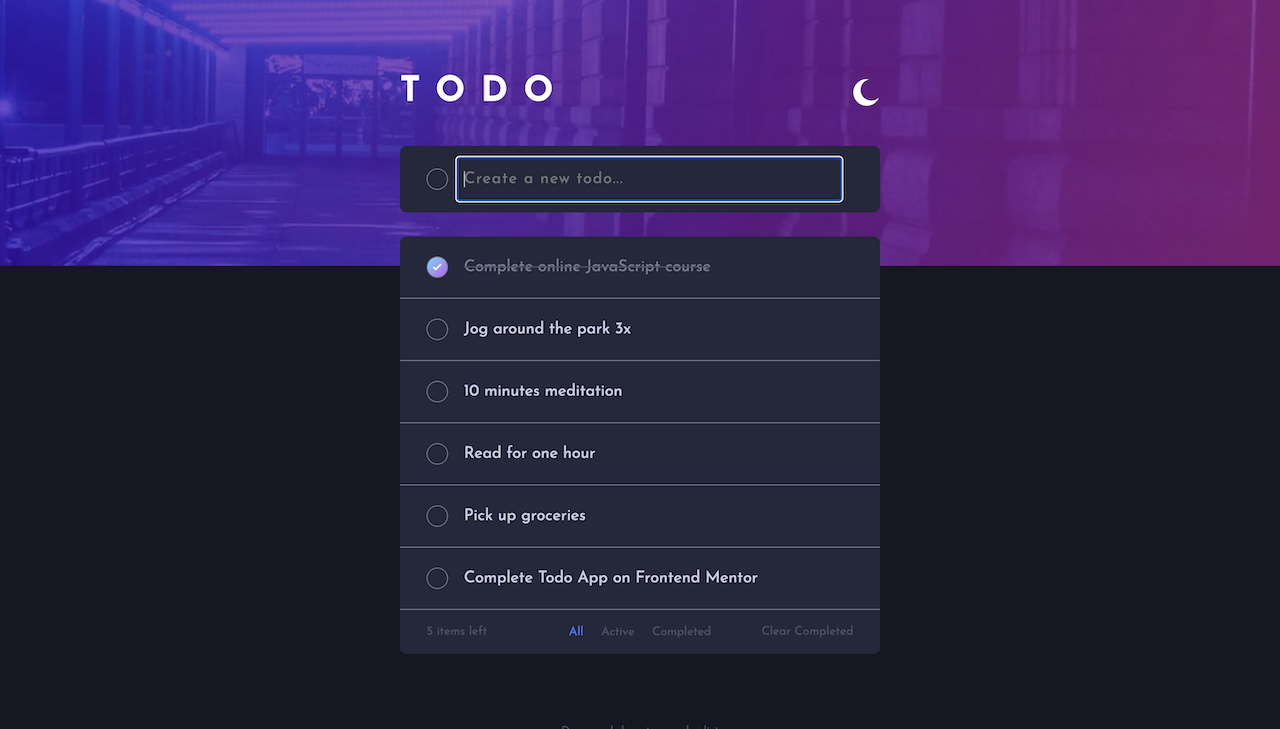 TODO
Create a new todo...
Complete online JavaScript course
Jog around the park 3x
10 minutes meditation
Read for one hour
Pick up groceries
Complete Todo App on Frontend Mentor
5 items left All Active Completed Clear Completed